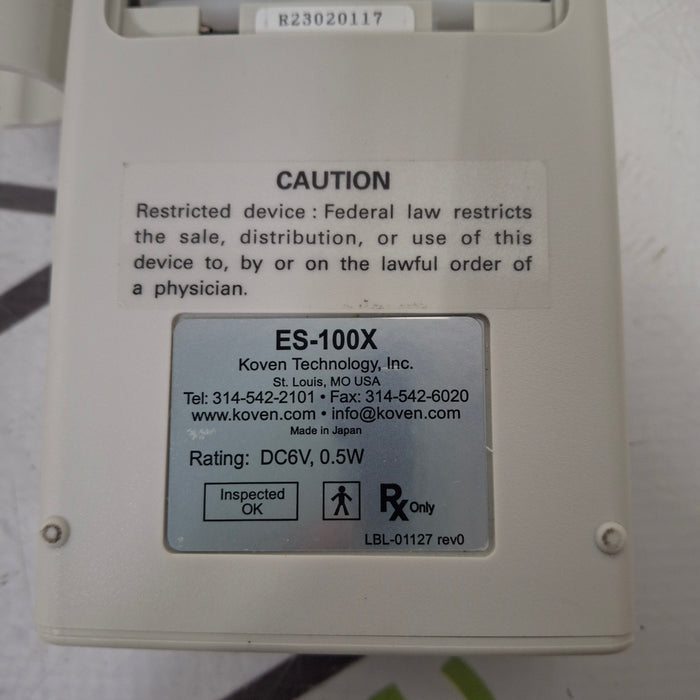 R23020117
CAUTION
Restricted device : Federal law restricts
the sale, distribution, or use of this
device to, by or on the lawful order of
a physician.
ES-100X
Koven Technology, Inc.
St. Louis, MO USA
Tel: 314-542-2101 • Fax: 314-542-6020
www.koven.com • info@koven.com
Made in Japan
Rating: DC6V, 0.5W
Inspected
OK
Rx Only
LBL-01127 rev0